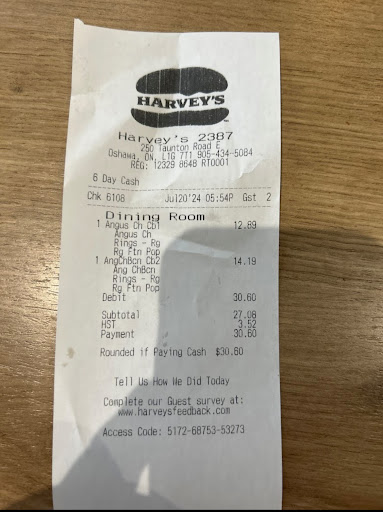 HARVEY'S
Harvey's 2387
250 Taunton Road E
Oshawa, ON, L1G 7T1 905-434-5084
REG: 12329 8648 RT0001
6 Day Cash
Chk 6108 Jul20'24 05:54P Gst 2
Dining Room
1 Angus Ch Cb1 12.89
Angus Ch
Rings - Rg
Rg Ftn Pop
1 AngChBcn Cb2 14.19
Ang ChBcn
Rings - Rg
Rg Ftn Pop
Debit 30.60
Subtotal 27.08
HST 3.52
Payment 30.60
Rounded if Paying Cash $30.60
Tell Us How We Did Today
Complete our Guest survey at:
www.harveysfeedback.com
Access Code: 5172-68753-53273